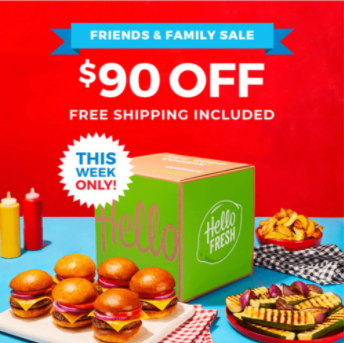 FRIENDS & FAMILY SALE
$90 OFF
FREE SHIPPING INCLUDED
THIS
WEEK
ONLY!
Hello
Hello
FRESH